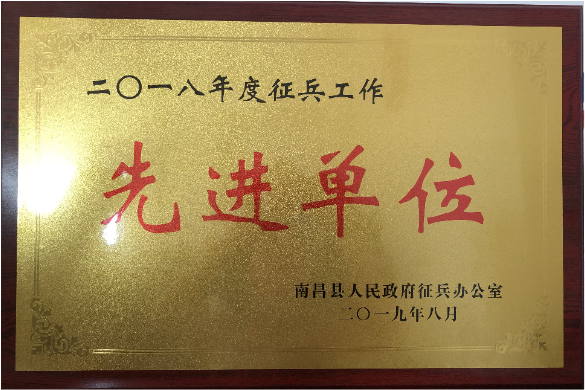 二〇一八年度征兵工作
先进单位
南昌县人民政府征兵办公室
二〇一九年八月